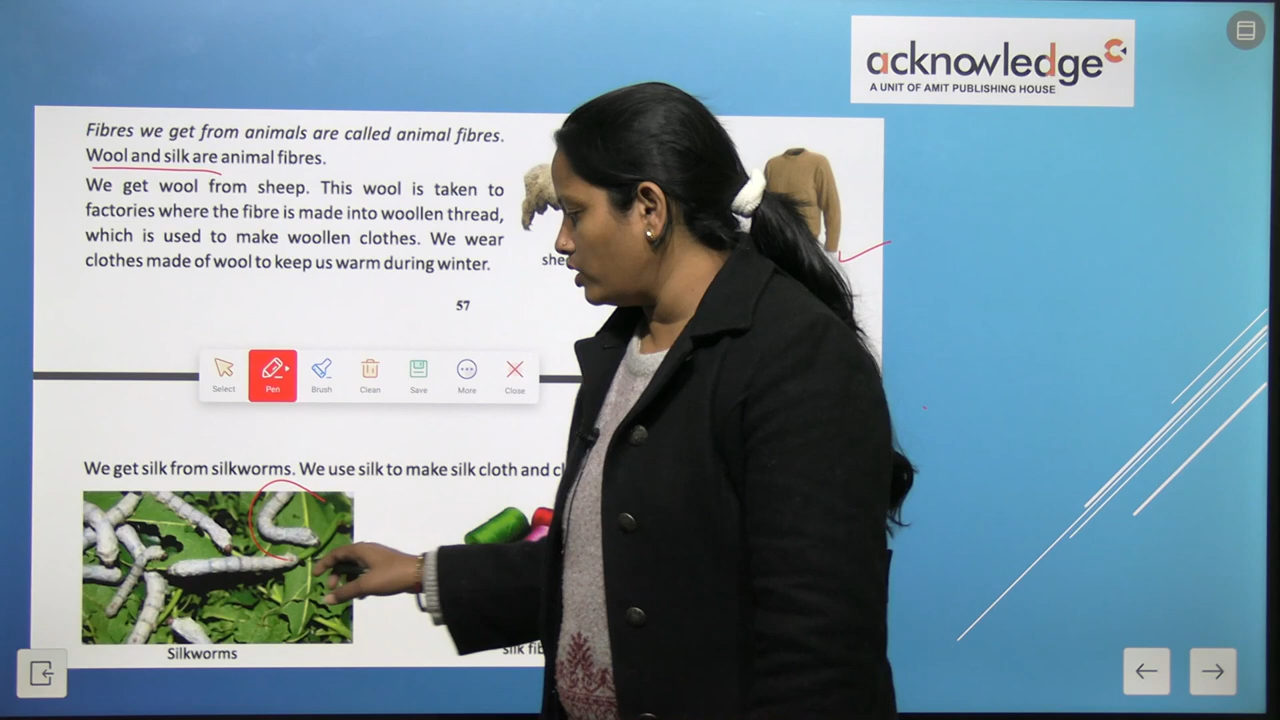 acknowledge
A UNIT OF AMIT PUBLISHING HOUSE
Fibres we get from animals are called animal fibres.
Wool and silk are animal fibres.
We get wool from sheep. This wool is taken to
factories where the fibre is made into woollen thread,
which is used to make woollen clothes. We wear
clothes made of wool to keep us warm during winter.
57
Select Pen Brush Clean Save More Close
We get silk from silkworms. We use silk to make silk cloth and
Silkworms
silk